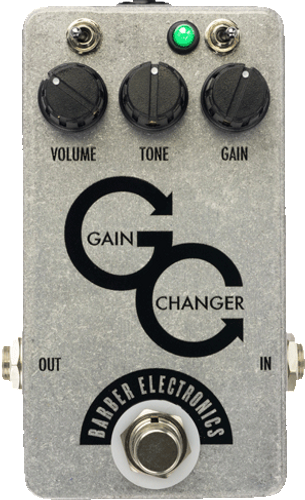 VOLUME TONE GAIN
GAIN
CHANGER
OUT IN
BARBER ELECTRONICS